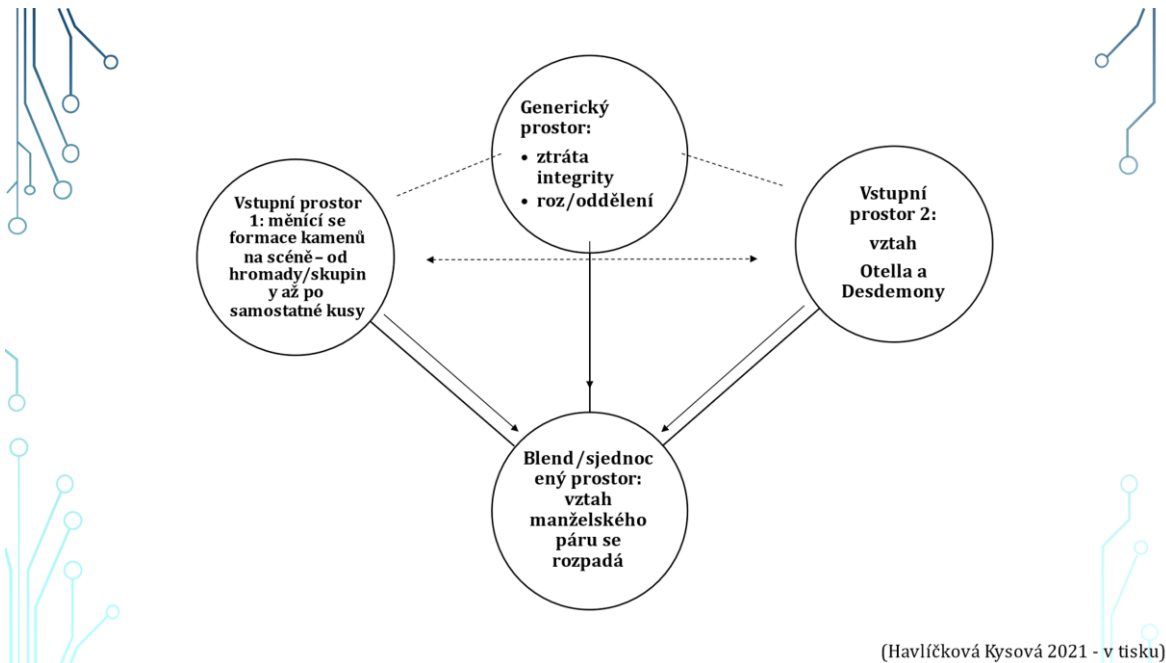 Generický
prostor:
• ztráta
integrity
• roz/oddělení
Vstupní prostor
1: měnící se
formace kamenů
na scéně – od
hromady/skupin
y až po
samostatné kusy
Vstupní
prostor 2:
vztah
Otella a
Desdemony
Blend/sjednoc
ený prostor:
vztah
manželského
páru se
rozpadá
(Havlíčková Kysová 2021 - v tisku)